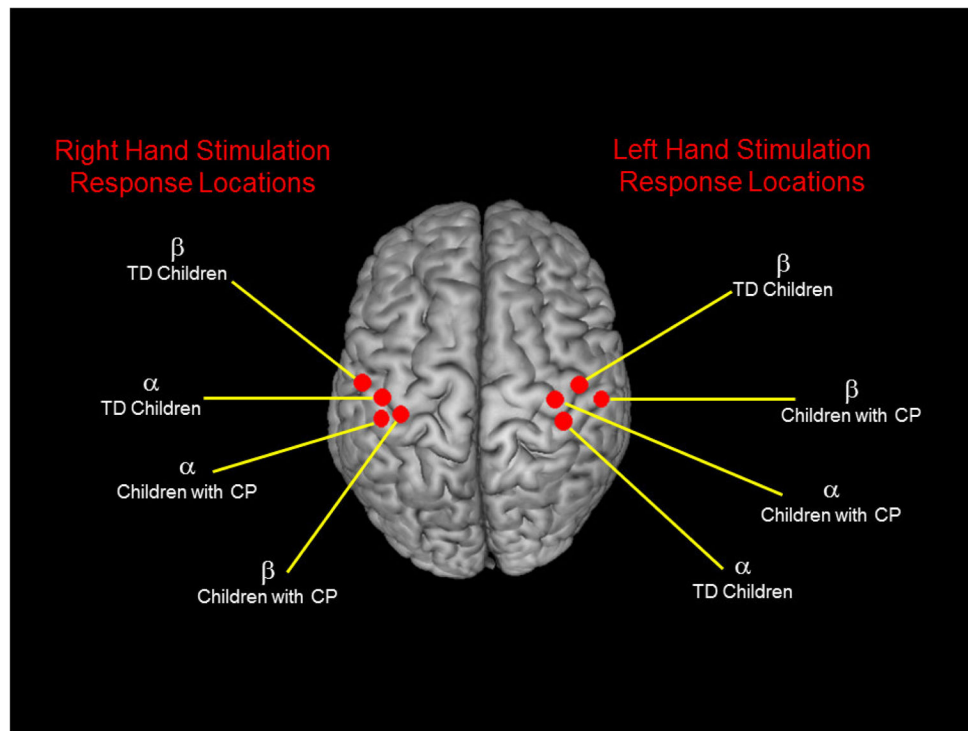 Right Hand Stimulation
Response Locations
Left Hand Stimulation
Response Locations
β
TD Children
α
TD Children
α
Children with CP
β
Children with CP
β
TD Children
β
Children with CP
α
Children with CP
α
TD Children